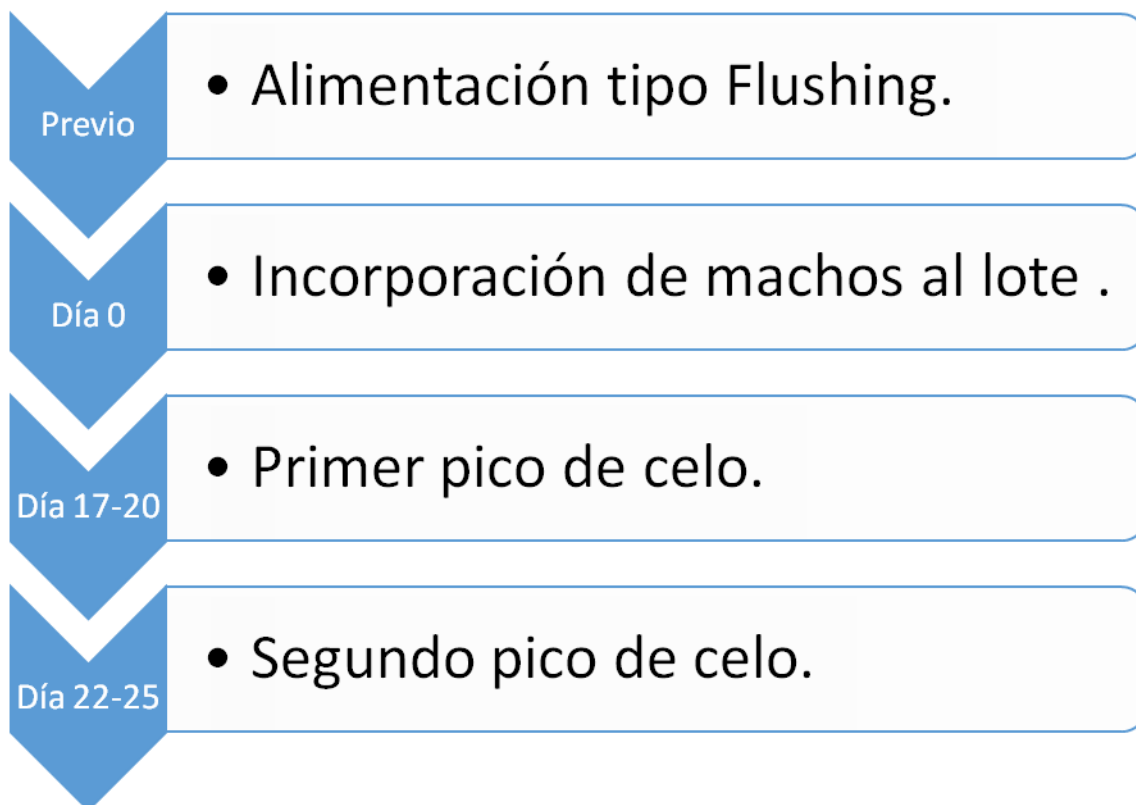 Previo
• Alimentación tipo Flushing.
Día 0
• Incorporación de machos al lote .
Día 17-20
• Primer pico de celo.
Día 22-25
• Segundo pico de celo.